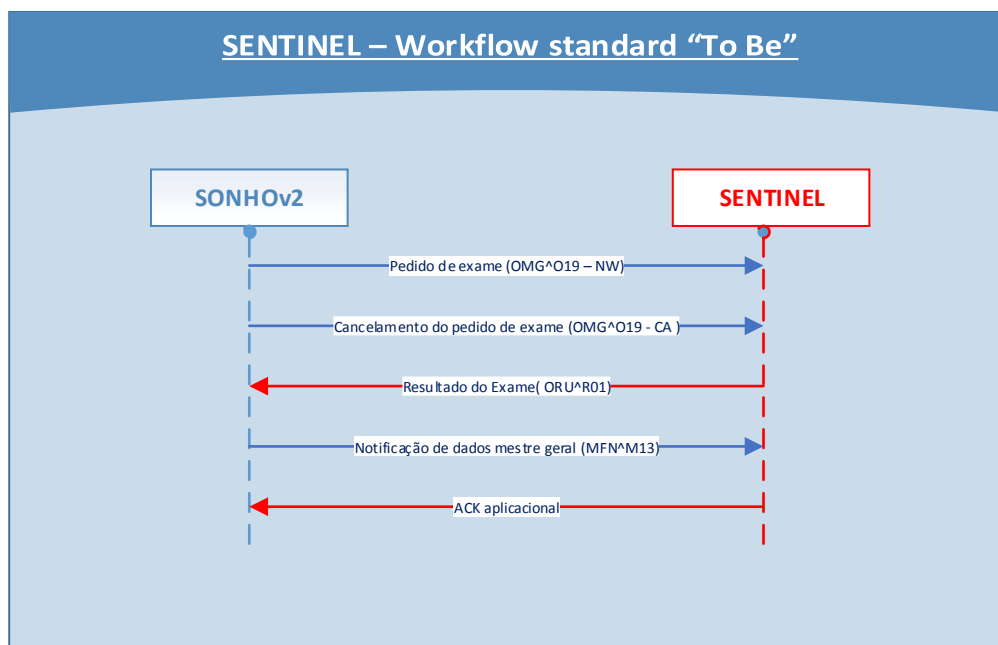 SENTINEL – Workflow standard “To Be”
SONHOv2
SENTINEL
Pedido de exame (OMG^O19 – NW)
Cancelamento do pedido de exame (OMG^O19 - CA )
Resultado do Exame( ORU^R01)
Notificação de dados mestre geral (MFN^M13)
ACK aplicacional